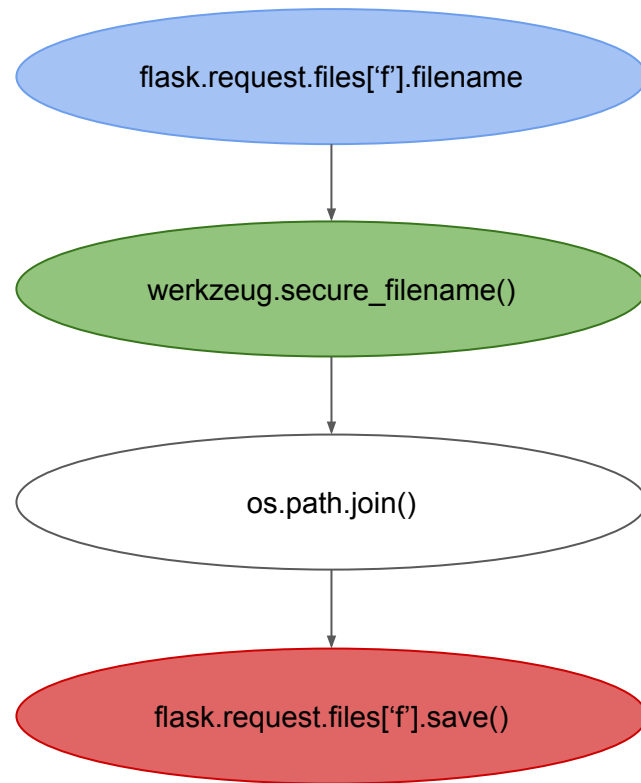 flask.request.files[‘f’].filename
werkzeug.secure_filename()
os.path.join()
flask.request.files[‘f’].save()